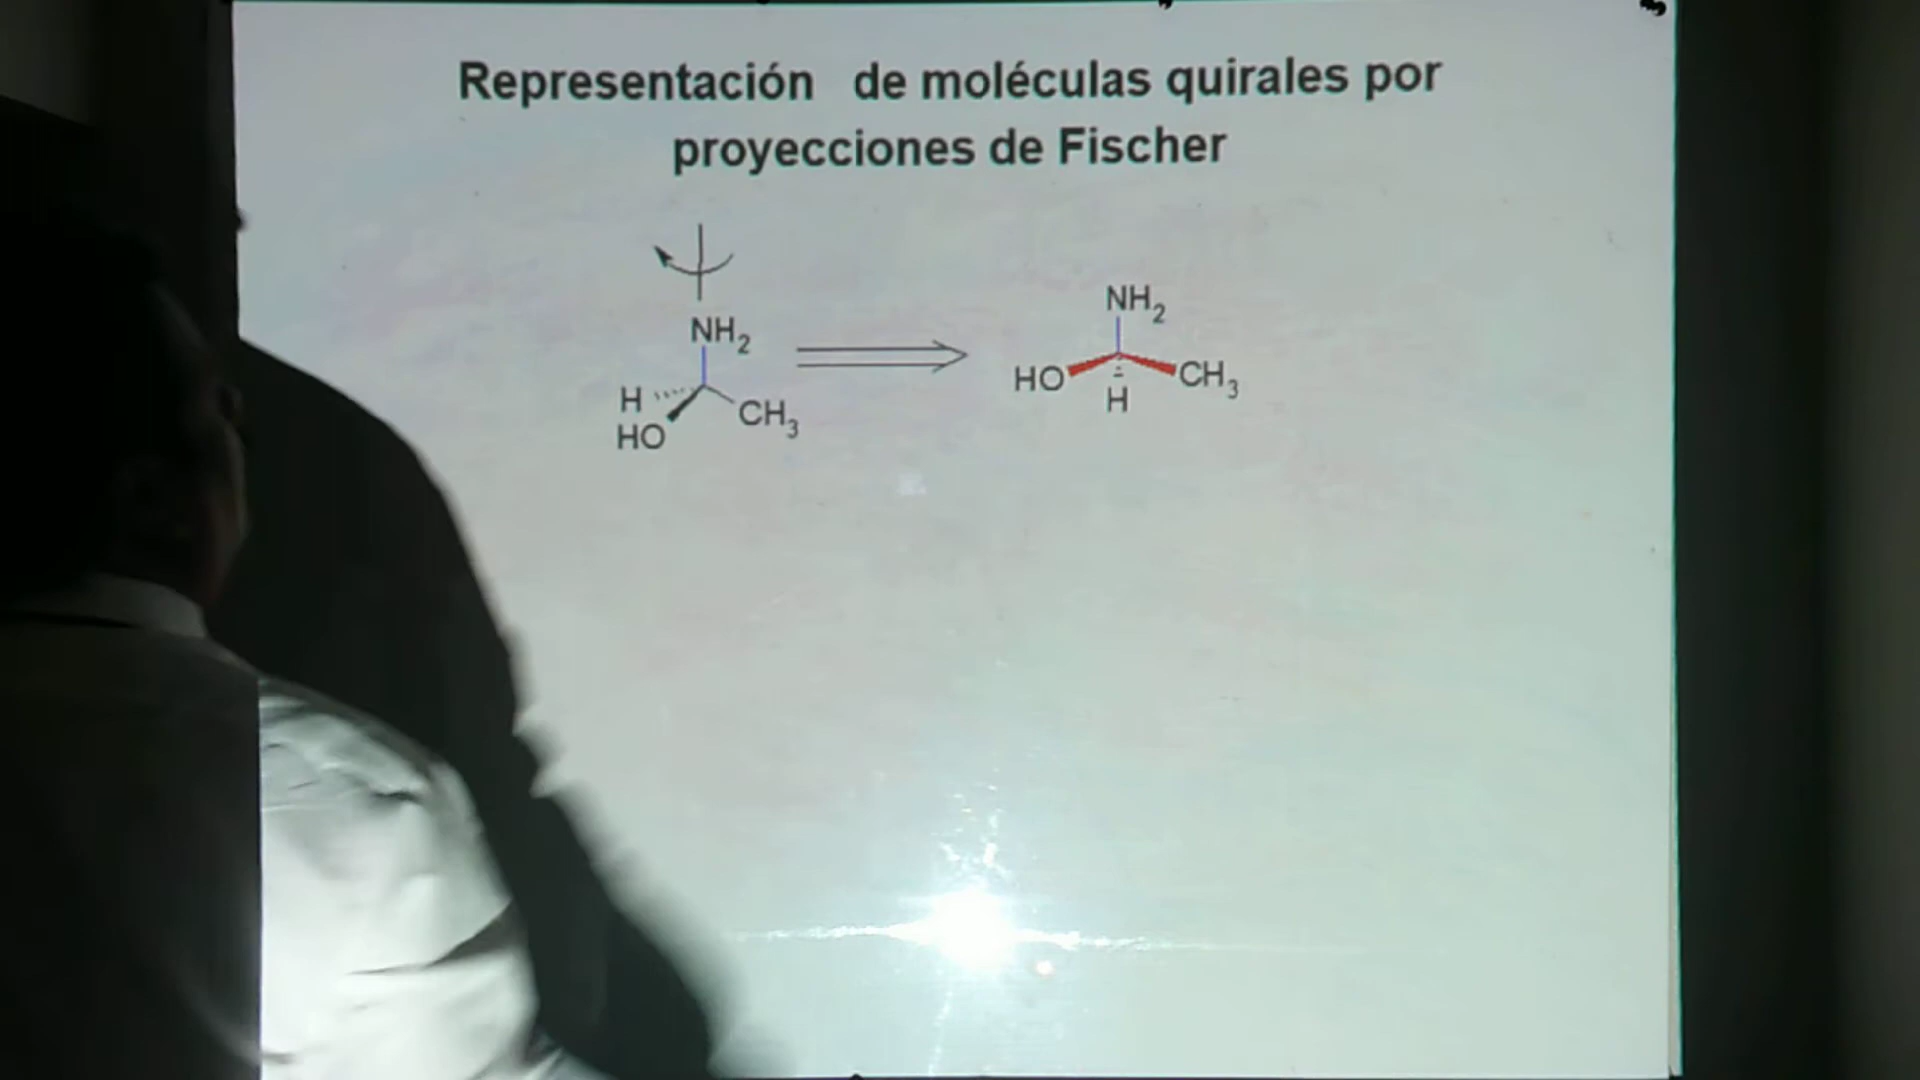 Representación de moléculas quirales por
proyecciones de Fischer
NH2
H
HO
CH3
NH2
HO
CH3
H